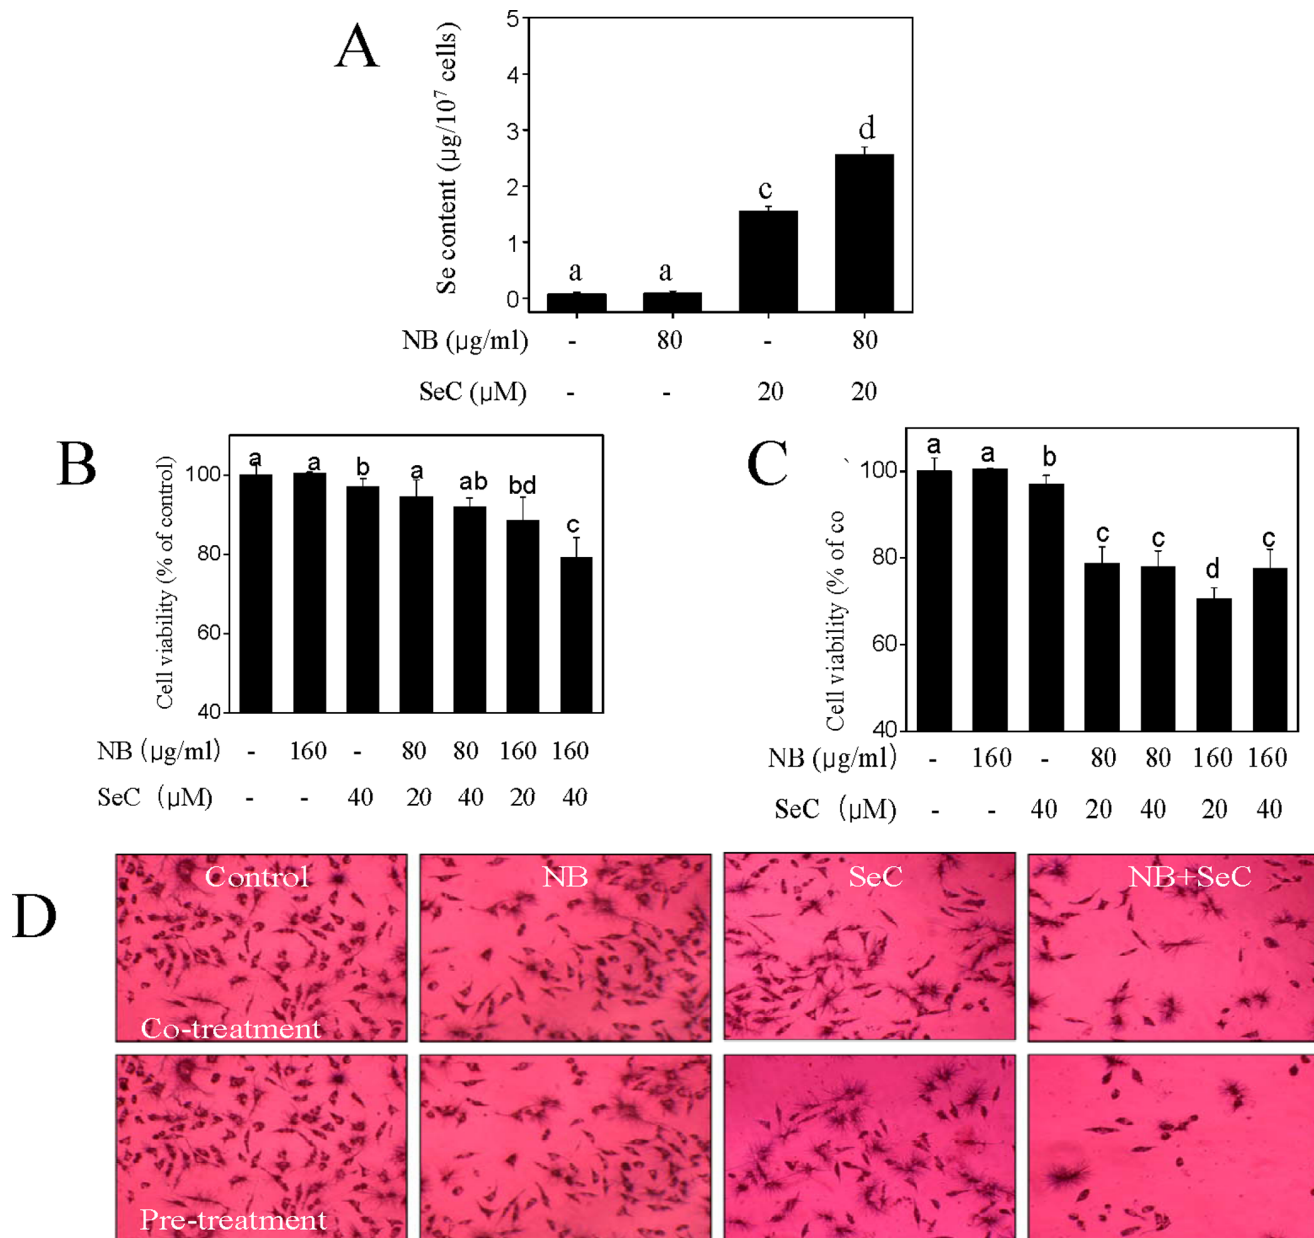 A
Se content (μg/10⁷ cells)
5
4
3
2
1
0
a
a
c
d
NB (μg/ml)
-
80
-
80
SeC (μM)
-
-
20
20
B
Cell viability (% of control)
100
80
60
40
a
a
b
a
ab
bd
c
NB (μg/ml)
-
160
-
80
80
160
160
SeC (μM)
-
-
40
20
40
20
40
C
Cell viability (% of co
100
80
60
40
a
a
b
c
c
d
c
NB (μg/ml)
-
160
-
80
80
160
160
SeC (μM)
-
-
40
20
40
20
40
D
Control
NB
SeC
NB+SeC
Co-treatment
Pre-treatment